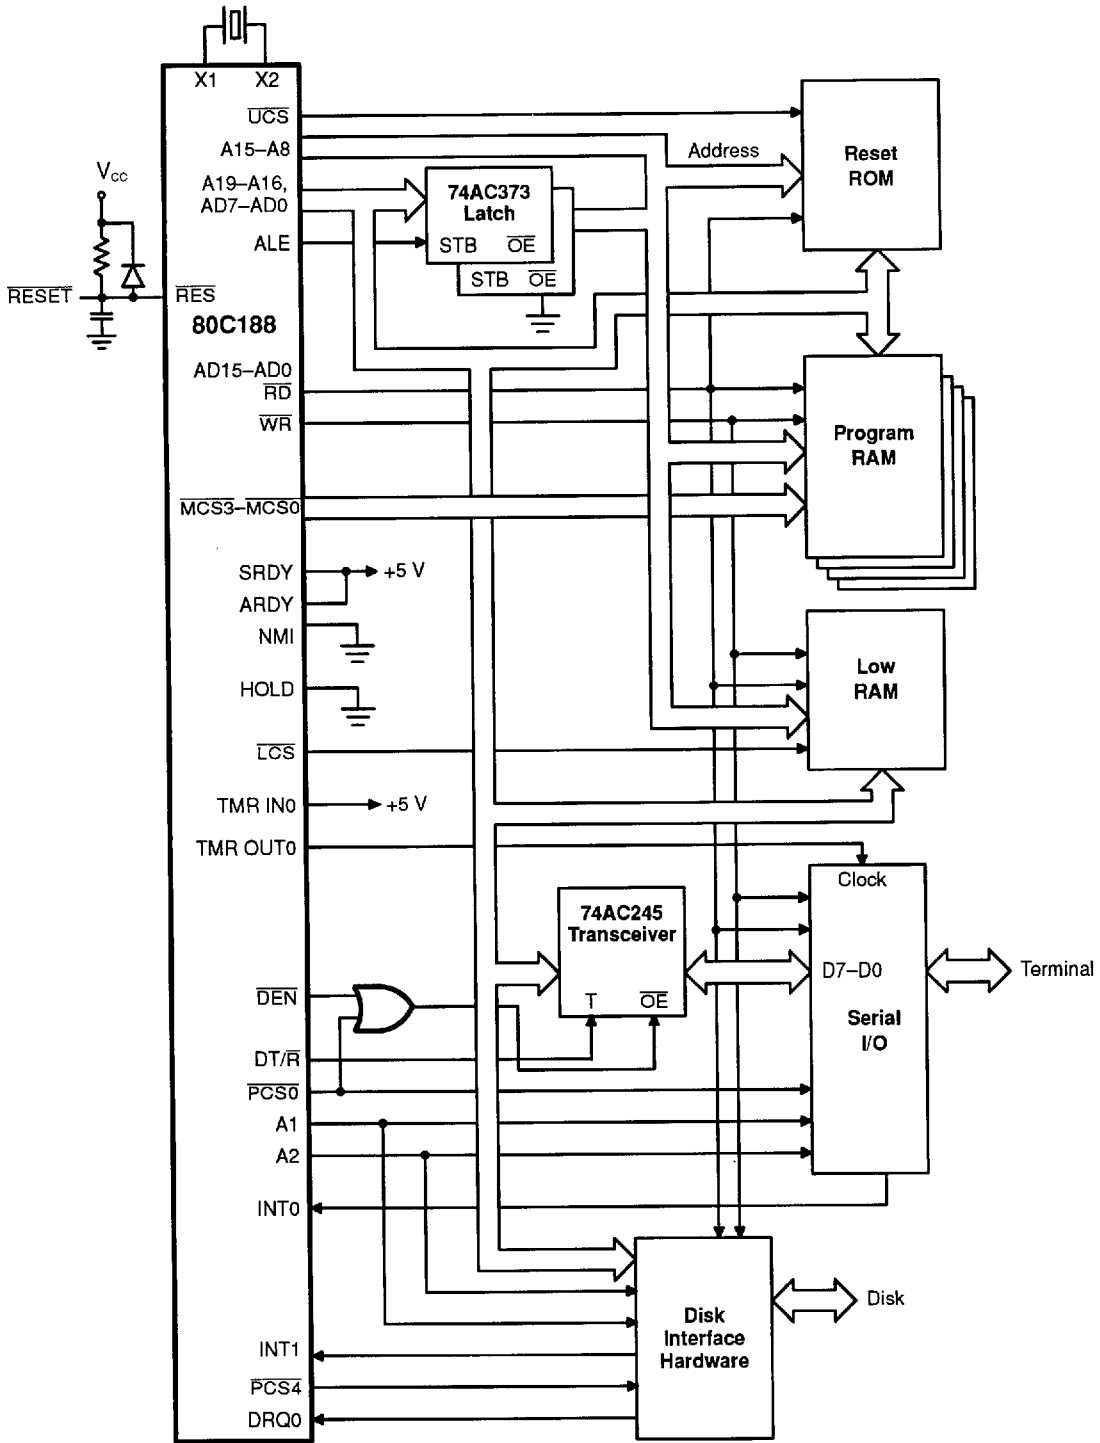 X1 X2
UCS
A15–A8
A19–A16,
AD7–AD0
ALE
Vcc
RESET
RES
80C188
AD15–AD0
RD
WR
MCS3–MCS0
SRDY
+5 V
ARDY
NMI
HOLD
LCS
TMR IN0
+5 V
TMR OUT0
DEN
DT/R
PCS0
A1
A2
INT0
INT1
PCS4
DRQ0
74AC373
Latch
STB OE
STB OE
Address
Reset
ROM
Program
RAM
Low
RAM
74AC245
Transceiver
T OE
Clock
D7–D0
Serial
I/O
Terminal
Disk
Interface
Hardware
Disk